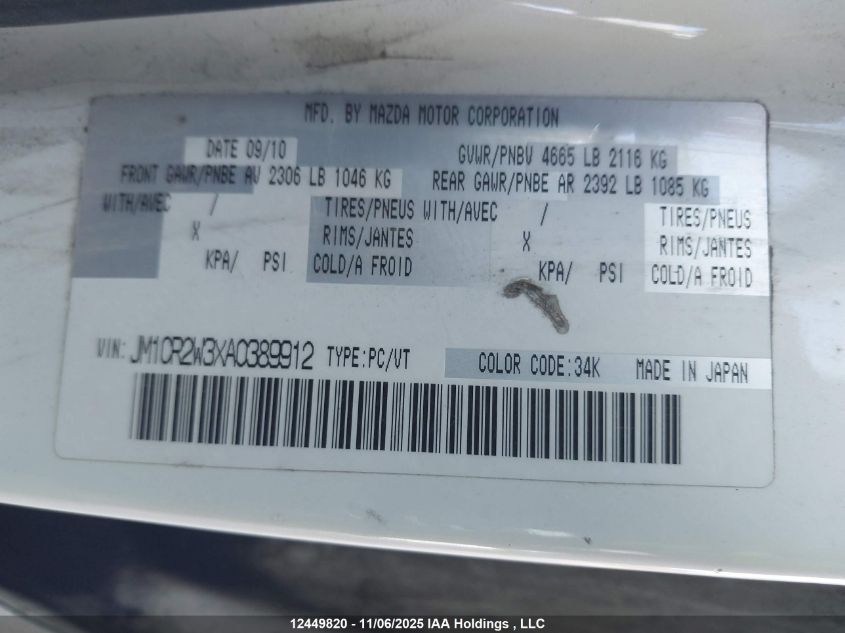 MFD. BY MAZDA MOTOR CORPORATION
DATE 09/10 GVWR/PNBV 4665 LB 2116 KG
FRONT GAWR/PNBE AV 2306 LB 1046 KG REAR GAWR/PNBE AR 2392 LB 1085 KG
WITH/AVEC / TIRES/PNEUS WITH/AVEC / TIRES/PNEUS
X RIMS/JANTES X RIMS/JANTES
KPA/ PSI COLD/A FROID KPA/ PSI COLD/A FROID
VIN: JM1CR2W3XA0389912 TYPE:PC/VT COLOR CODE:34K MADE IN JAPAN
12449820 - 11/06/2025 IAA Holdings , LLC